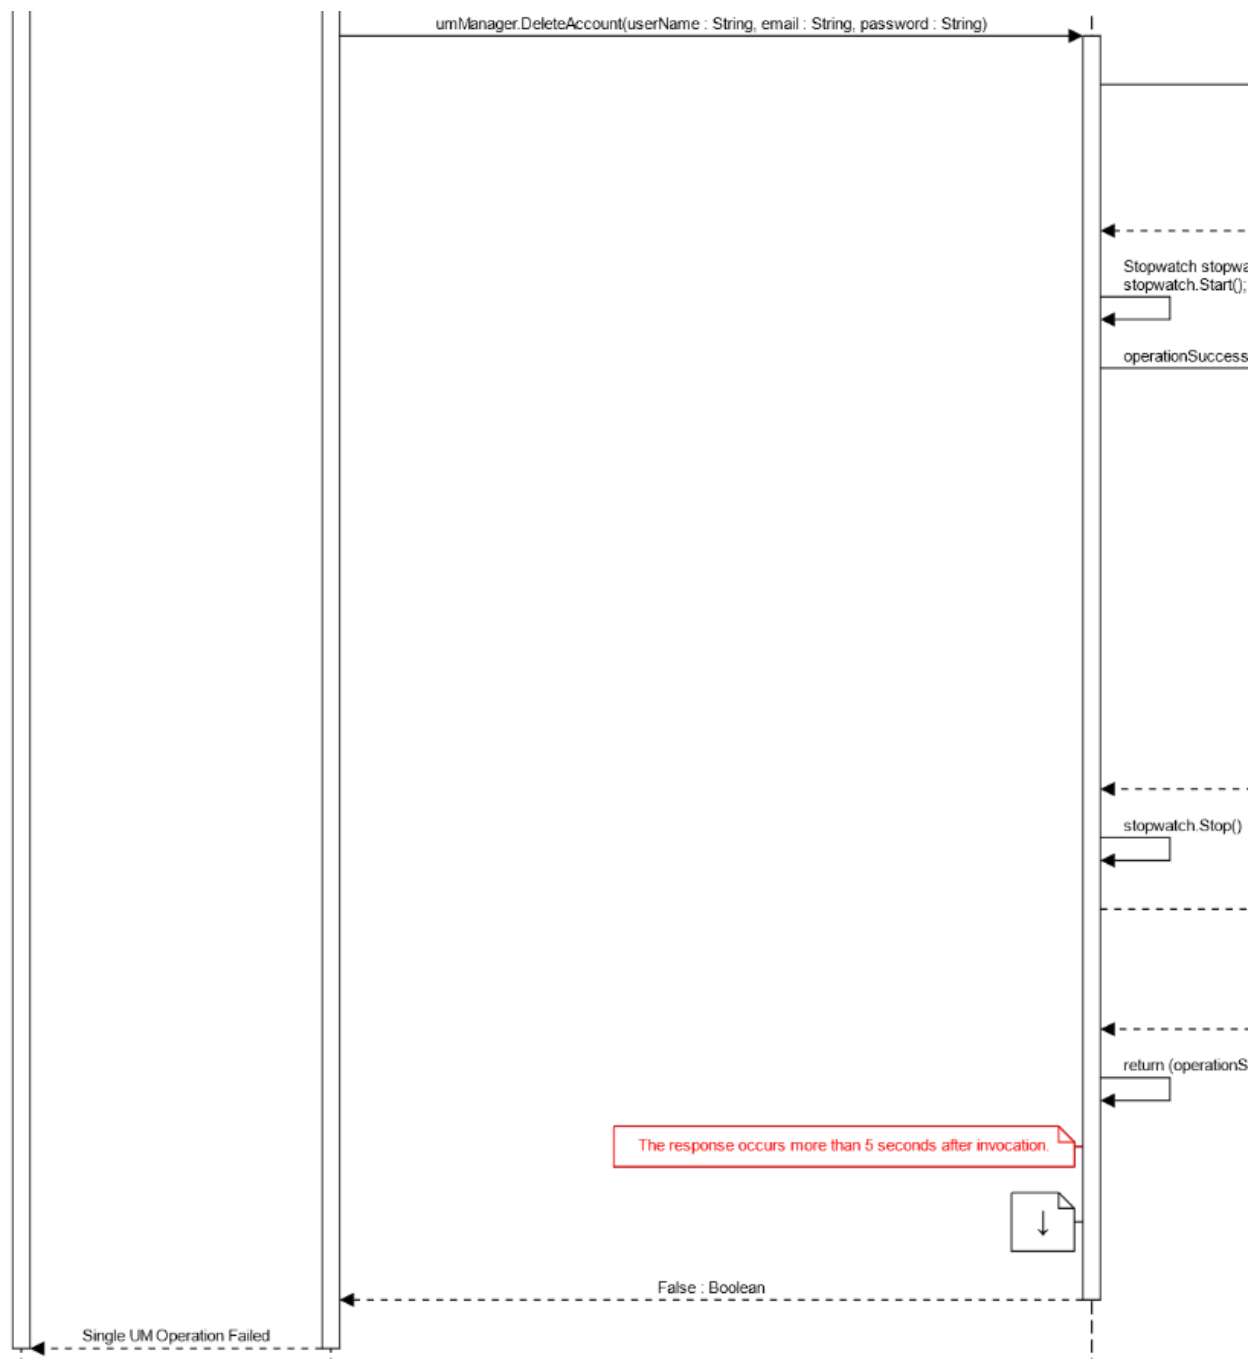 umManager.DeleteAccount(userName : String, email : String, password : String)
Stopwatch stopwa
stopwatch.Start();
operationSuccess
stopwatch.Stop()
return (operationS
The response occurs more than 5 seconds after invocation.
↓
False : Boolean
Single UM Operation Failed